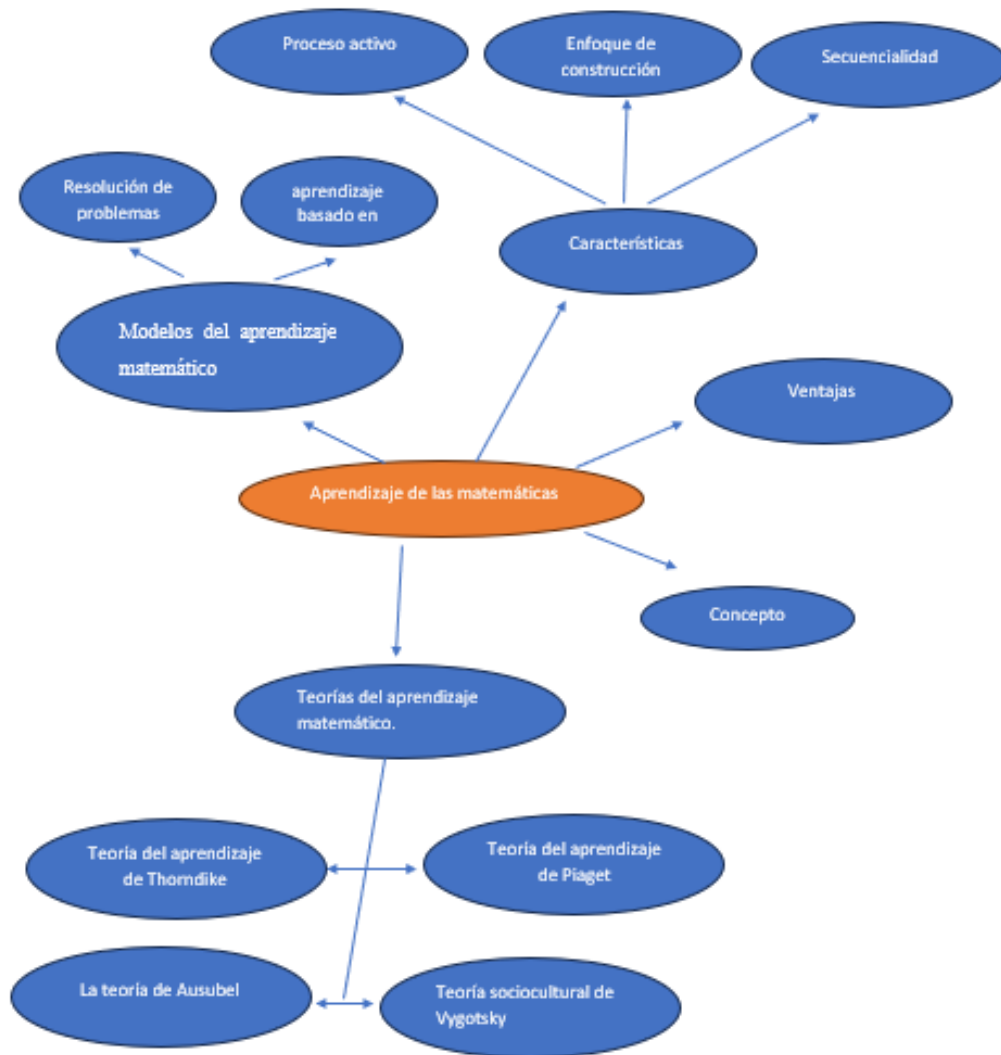 Proceso activo
Enfoque de
construcción
Secuencialidad
Resolución de
problemas
aprendizaje
basado en
Características
Modelos del aprendizaje
matemático
Ventajas
Aprendizaje de las matemáticas
Concepto
Teorías del aprendizaje
matemático.
Teoría del aprendizaje
de Thorndike
Teoría del aprendizaje
de Piaget
La teoría de Ausubel
Teoría sociocultural de
Vygotsky